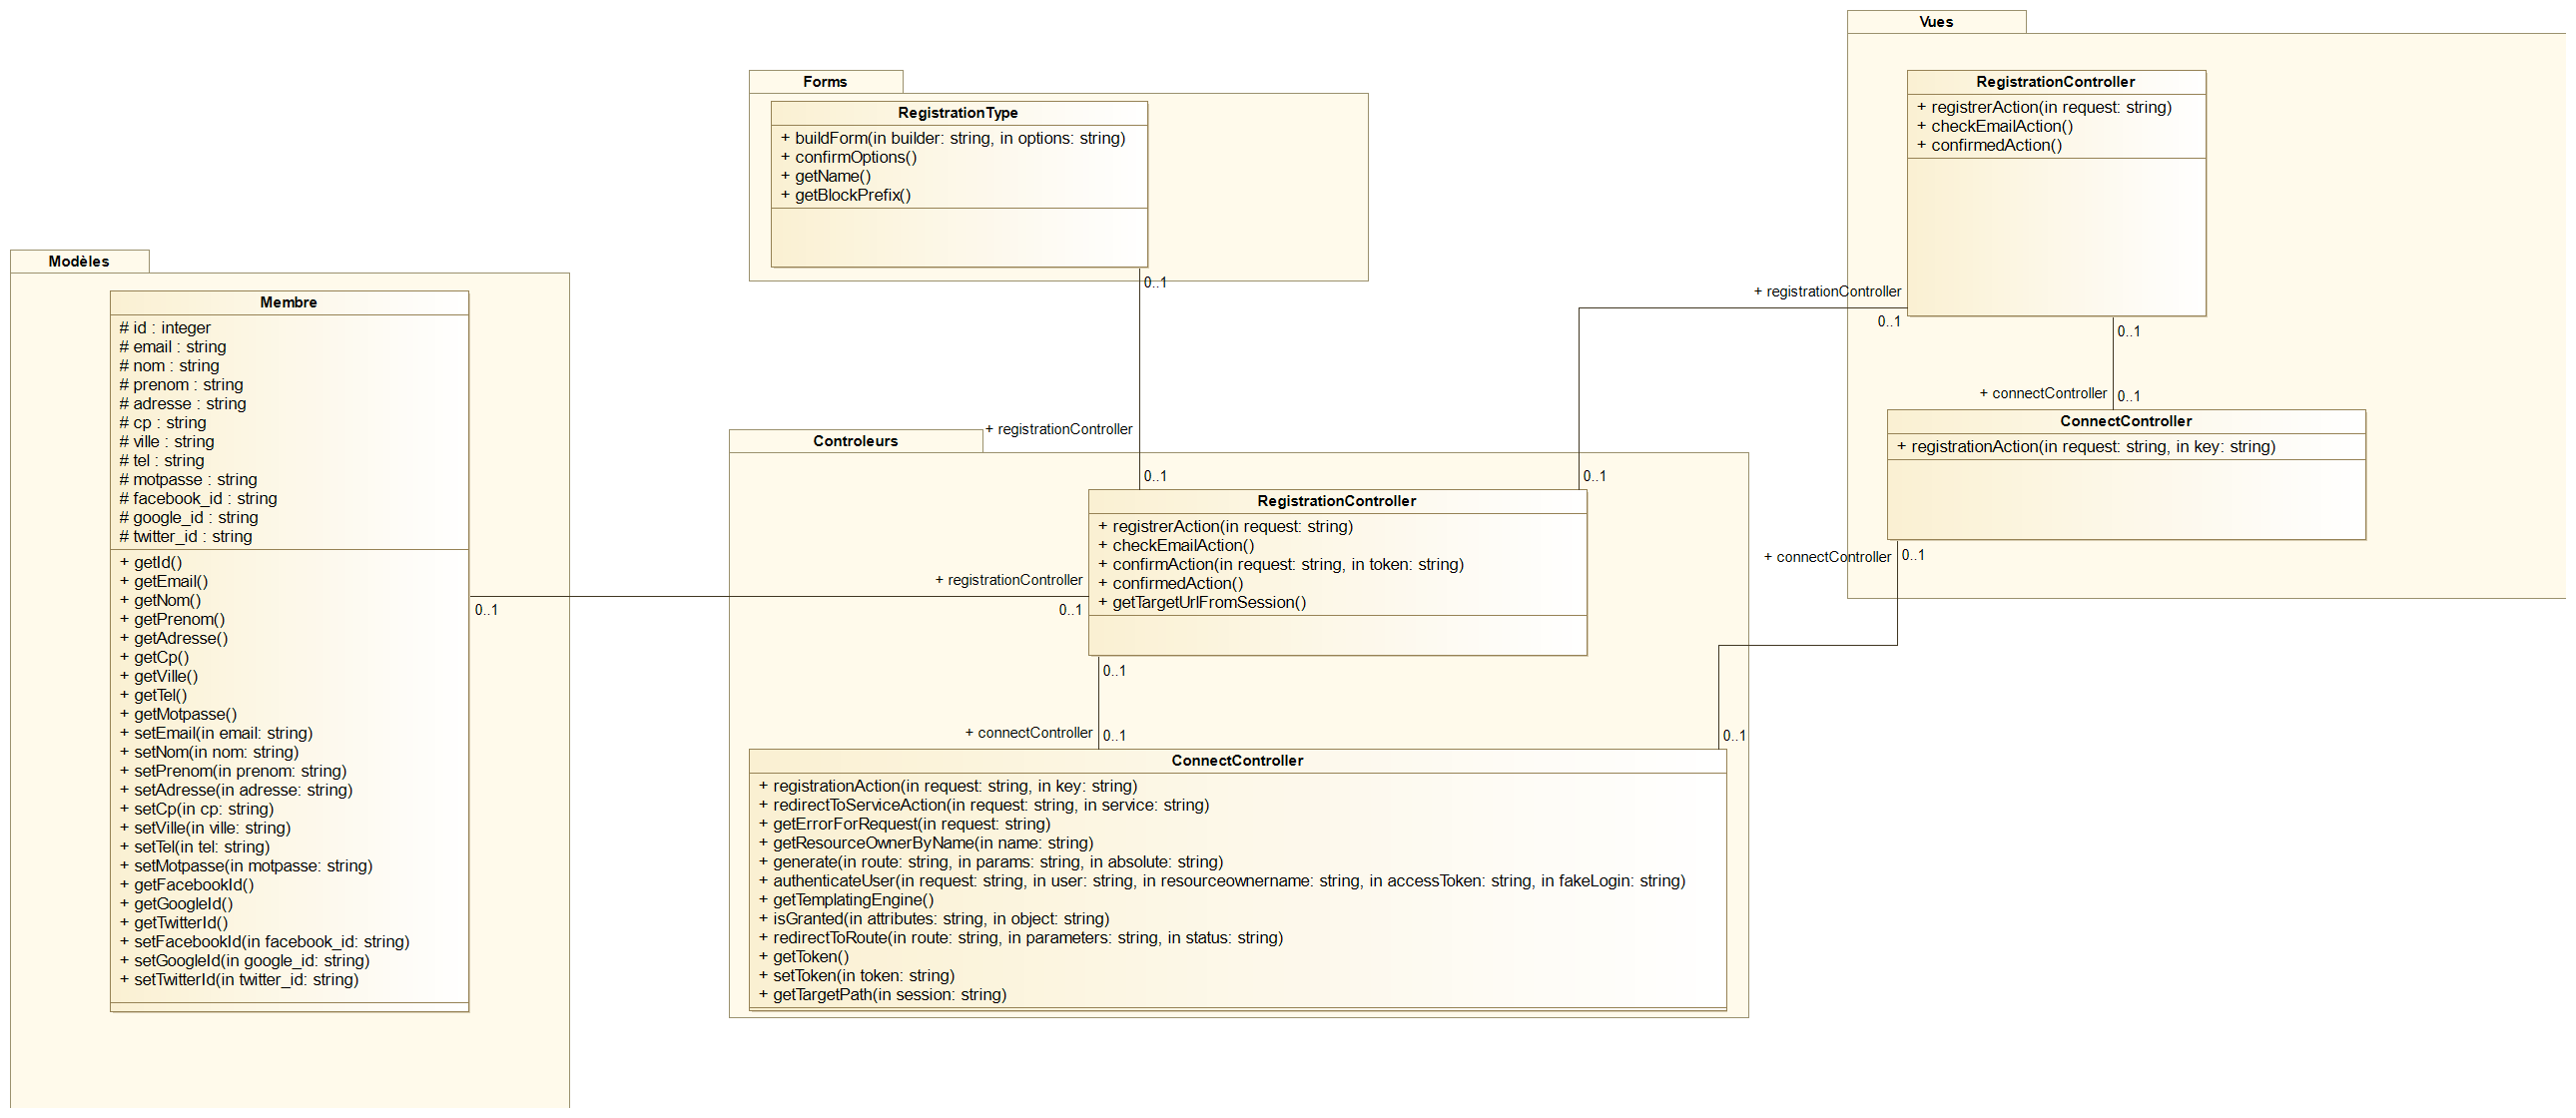 Modèles
Membre
# id : integer
# email : string
# nom : string
# prenom : string
# adresse : string
# cp : string
# ville : string
# tel : string
# motpasse : string
# facebook_id : string
# google_id : string
# twitter_id : string
+ getId()
+ getEmail()
+ getNom()
+ getPrenom()
+ getAdresse()
+ getCp()
+ getVille()
+ getTel()
+ getMotpasse()
+ setEmail(in email: string)
+ setNom(in nom: string)
+ setPrenom(in prenom: string)
+ setAdresse(in adresse: string)
+ setCp(in cp: string)
+ setVille(in ville: string)
+ setTel(in tel: string)
+ setMotpasse(in motpasse: string)
+ getFacebookId()
+ getGoogleId()
+ getTwitterId()
+ setFacebookId(in facebook_id: string)
+ setGoogleId(in google_id: string)
+ setTwitterId(in twitter_id: string)
0..1
Forms
RegistrationType
+ buildForm(in builder: string, in options: string)
+ confirmOptions()
+ getName()
+ getBlockPrefix()
0..1
+ registrationController
0..1
Controleurs
0..1
RegistrationController
+ registrerAction(in request: string)
+ checkEmailAction()
+ confirmAction(in request: string, in token: string)
+ confirmedAction()
+ getTargetUrlFromSession()
+ registrationController
0..1
0..1
+ connectController
0..1
0..1
ConnectController
+ registrationAction(in request: string, in key: string)
+ redirectToServiceAction(in request: string, in service: string)
+ getErrorForRequest(in request: string)
+ getResourceOwnerByName(in name: string)
+ generate(in route: string, in params: string, in absolute: string)
+ authenticateUser(in request: string, in user: string, in resourceownername: string, in accessToken: string, in fakeLogin: string)
+ getTemplatingEngine()
+ isGranted(in attributes: string, in object: string)
+ redirectToRoute(in route: string, in parameters: string, in status: string)
+ getToken()
+ setToken(in token: string)
+ getTargetPath(in session: string)
Vues
RegistrationController
+ registrerAction(in request: string)
+ checkEmailAction()
+ confirmedAction()
+ registrationController
0..1
0..1
+ connectController
0..1
ConnectController
+ registrationAction(in request: string, in key: string)
+ connectController
0..1